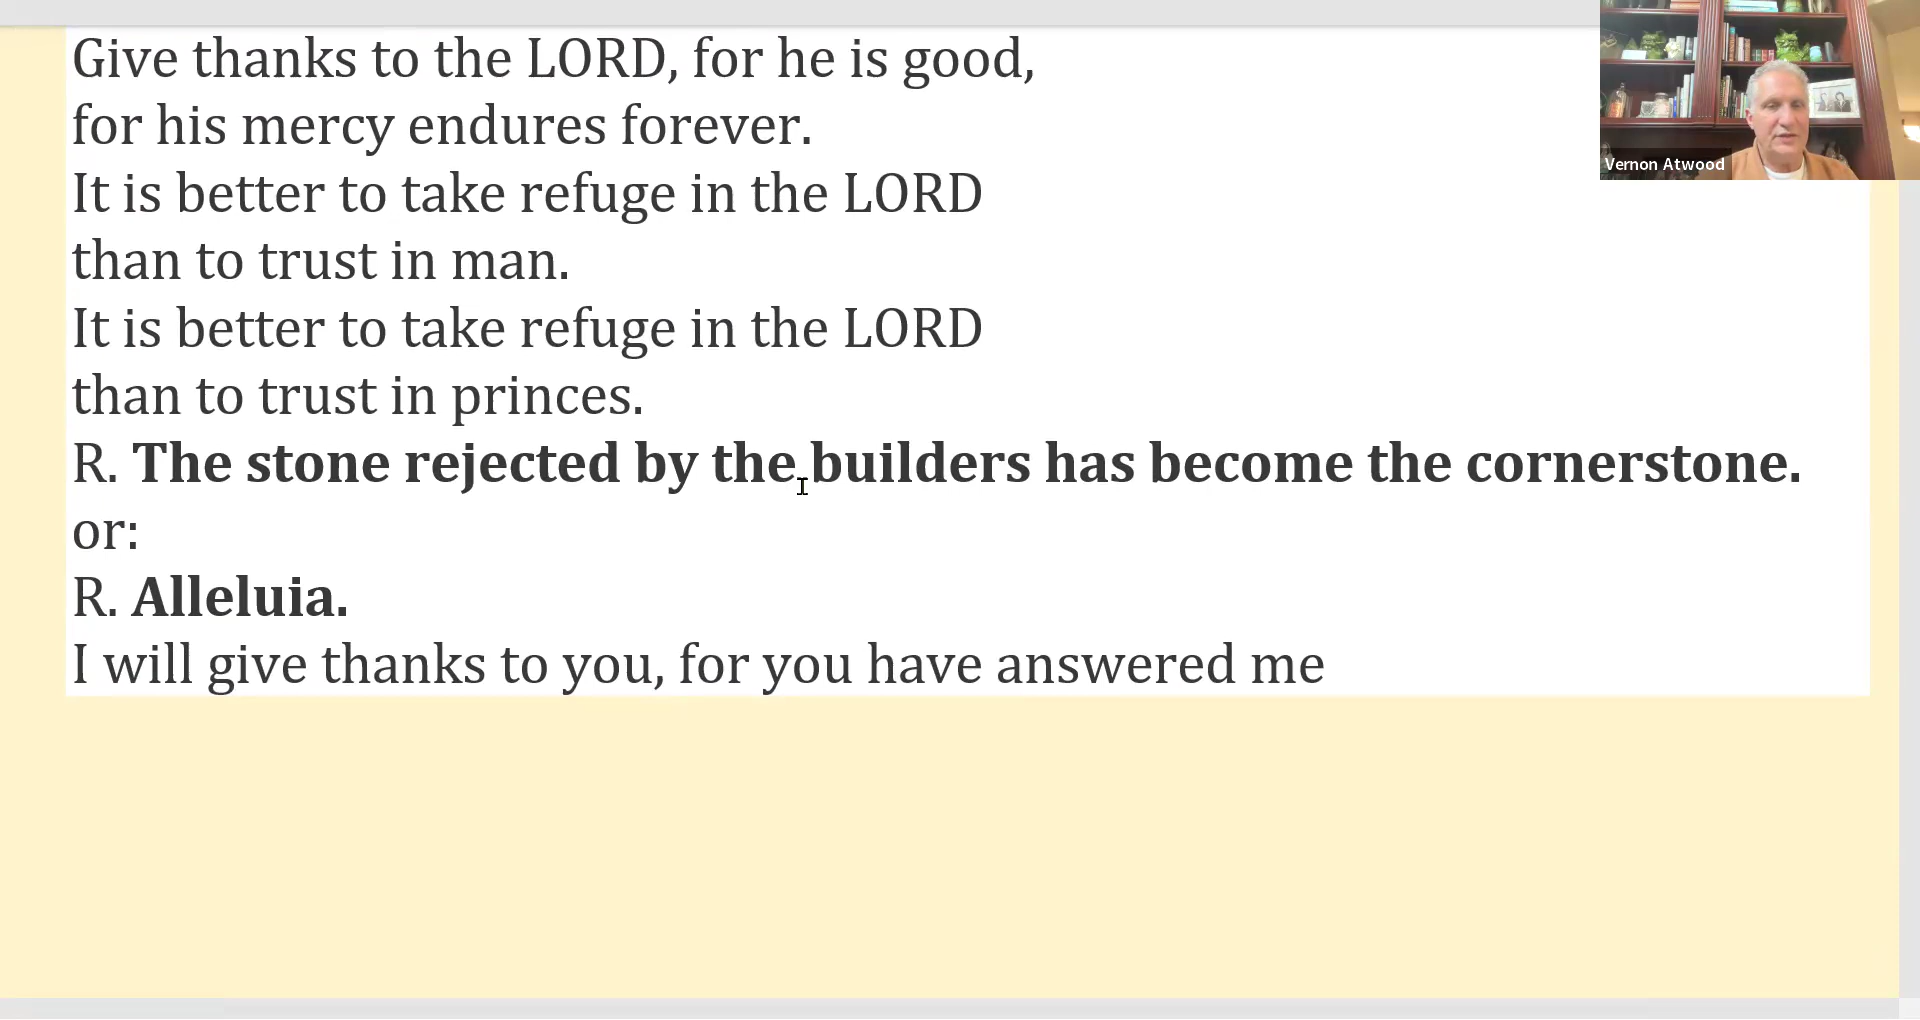 Give thanks to the LORD, for he is good,
for his mercy endures forever.
It is better to take refuge in the LORD
than to trust in man.
It is better to take refuge in the LORD
than to trust in princes.
R. The stone rejected by the builders has become the cornerstone.
or:
R. Alleluia.
I will give thanks to you, for you have answered me
Vernon Atwood